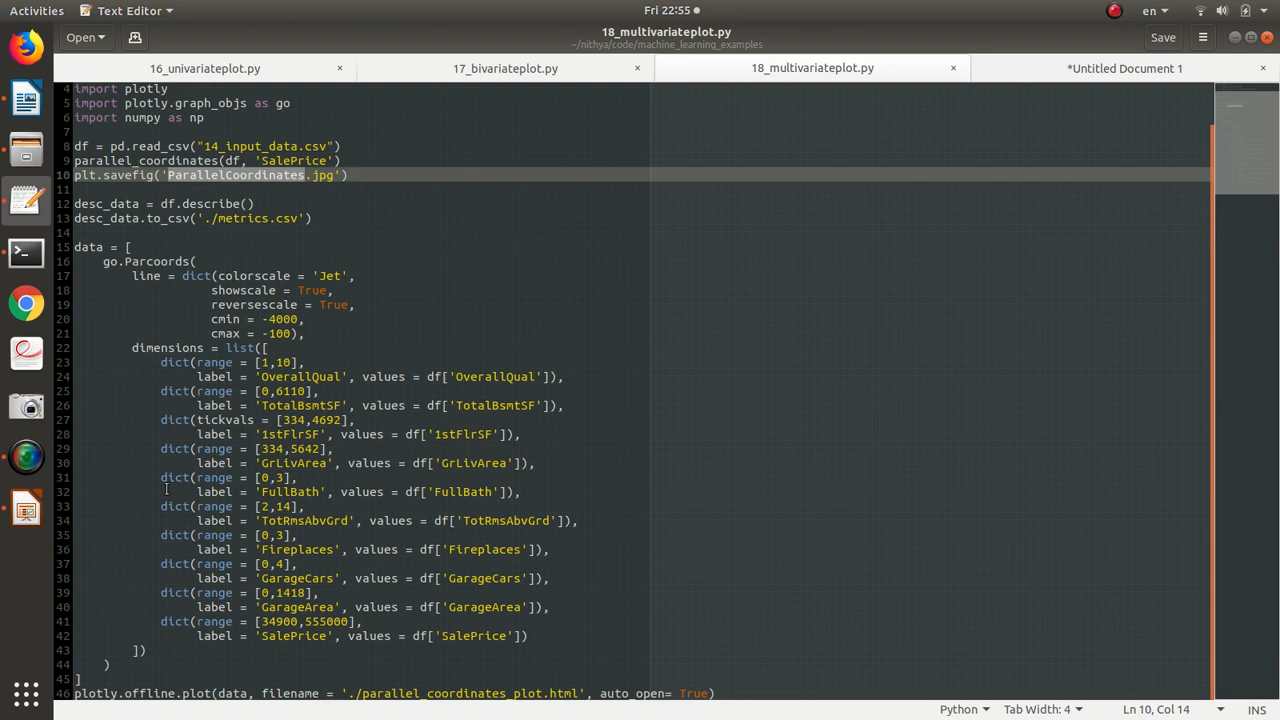 Activities
Text Editor
Fri 22:55
en
Open
18_multivariateplot.py
~/nithya/code/machine_learning_examples
Save
16_univariateplot.py
17_bivariateplot.py
18_multivariateplot.py
*Untitled Document 1
4 import plotly
5 import plotly.graph_objs as go
6 import numpy as np
7
8 df = pd.read_csv("14_input_data.csv")
9 parallel_coordinates(df, 'SalePrice')
10 plt.savefig('ParallelCoordinates.jpg')
11
12 desc_data = df.describe()
13 desc_data.to_csv('./metrics.csv')
14
15 data = [
16 go.Parcoords(
17 line = dict(colorscale = 'Jet',
18 showscale = True,
19 reversescale = True,
20 cmin = -4000,
21 cmax = -100),
22 dimensions = list([
23 dict(range = [1,10],
24 label = 'OverallQual', values = df['OverallQual']),
25 dict(range = [0,6110],
26 label = 'TotalBsmtSF', values = df['TotalBsmtSF']),
27 dict(tickvals = [334,4692],
28 label = '1stFlrSF', values = df['1stFlrSF']),
29 dict(range = [334,5642],
30 label = 'GrLivArea', values = df['GrLivArea']),
31 dict(range = [0,3],
32 label = 'FullBath', values = df['FullBath']),
33 dict(range = [2,14],
34 label = 'TotRmsAbvGrd', values = df['TotRmsAbvGrd']),
35 dict(range = [0,3],
36 label = 'Fireplaces', values = df['Fireplaces']),
37 dict(range = [0,4],
38 label = 'GarageCars', values = df['GarageCars']),
39 dict(range = [0,1418],
40 label = 'GarageArea', values = df['GarageArea']),
41 dict(range = [34900,555000],
42 label = 'SalePrice', values = df['SalePrice'])
43 ])
44 )
45 ]
46 plotly.offline.plot(data, filename = './parallel_coordinates_plot.html', auto_open= True)
Python
Tab Width: 4
Ln 10, Col 14
INS